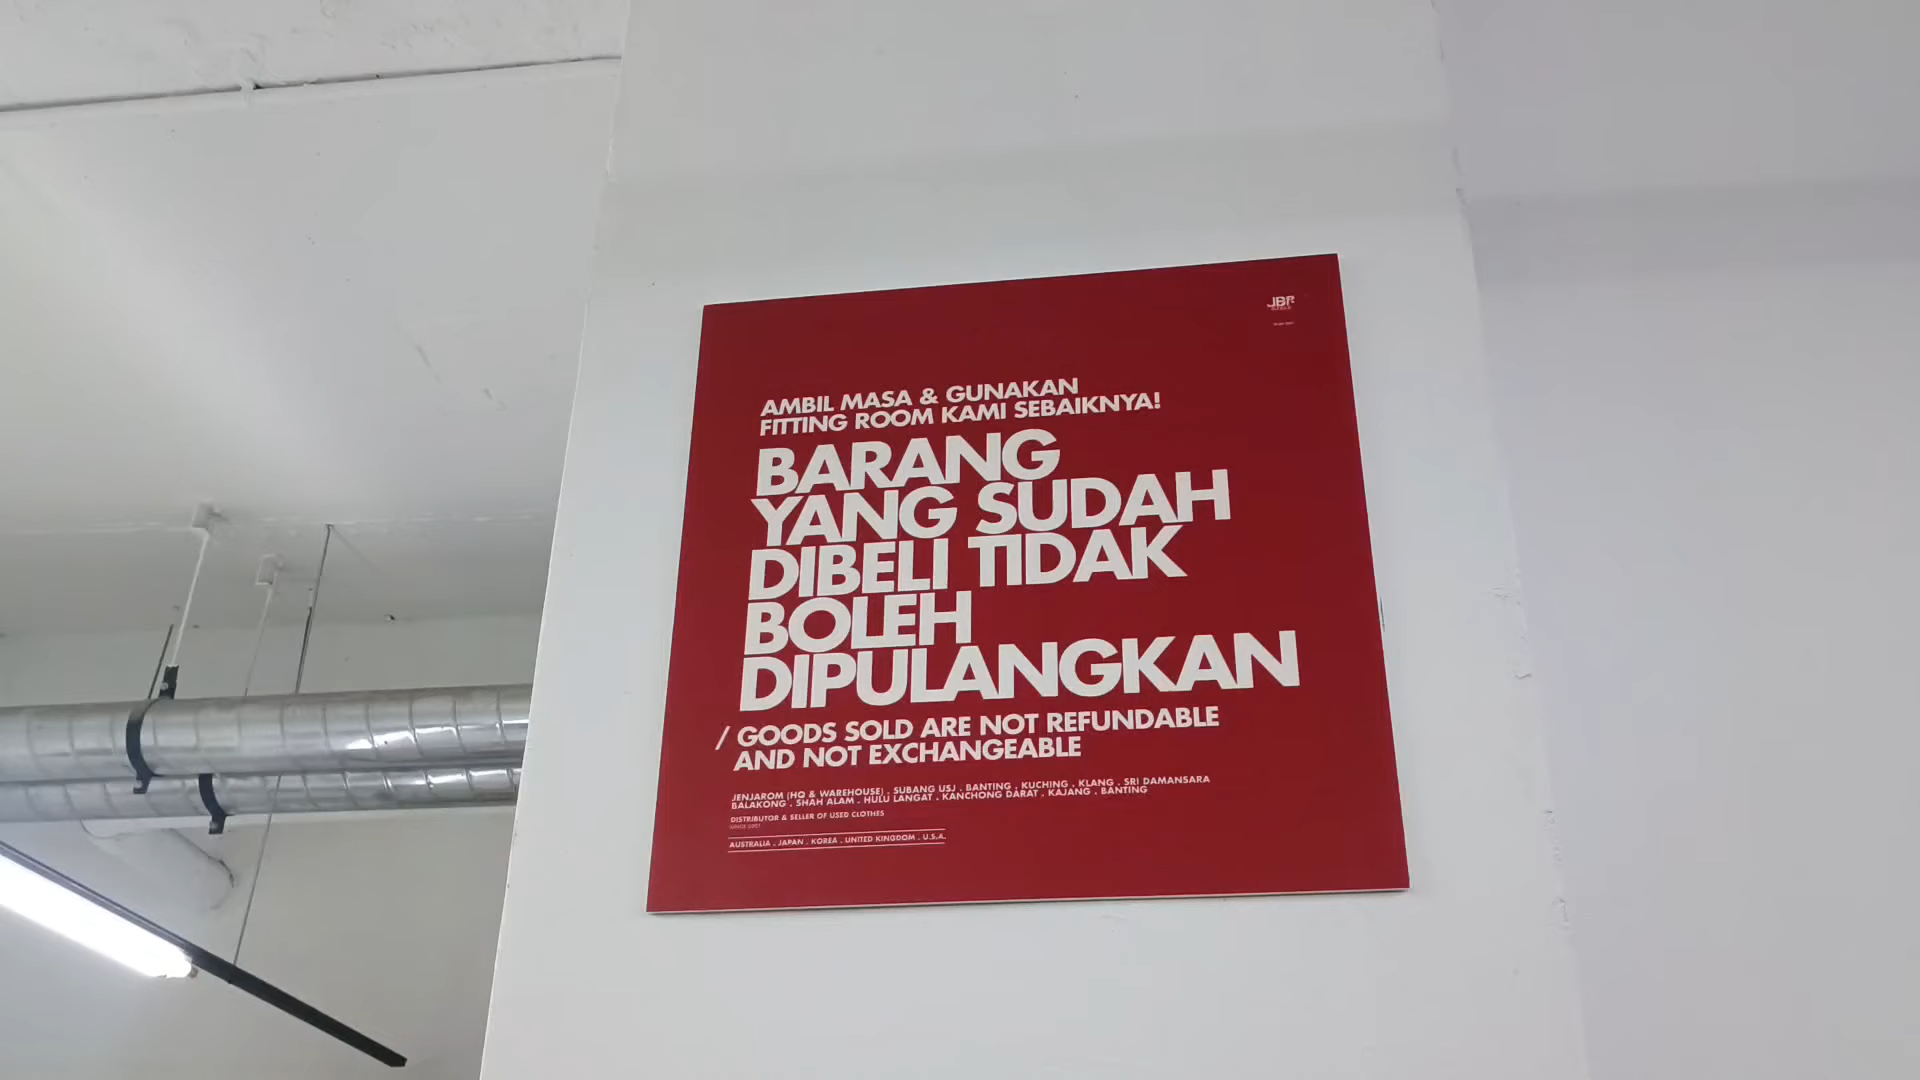 JBR
AMBIL MASA & GUNAKAN
FITTING ROOM KAMI SEBAIKNYA!
BARANG
YANG SUDAH
DIBELI TIDAK
BOLEH
DIPULANGKAN
/ GOODS SOLD ARE NOT REFUNDABLE
AND NOT EXCHANGEABLE
JENJAROM (HQ & WAREHOUSE) . SUBANG USJ . BANTING . KUCHING . KLANG . SRI DAMANSARA
BALAKONG . SHAH ALAM . HULU LANGAT . KANCHONG DARAT . KAJANG . BANTING
DISTRIBUTOR & SELLER OF USED CLOTHES
SINCE 2007
AUSTRALIA . JAPAN . KOREA . UNITED KINGDOM . U.S.A.